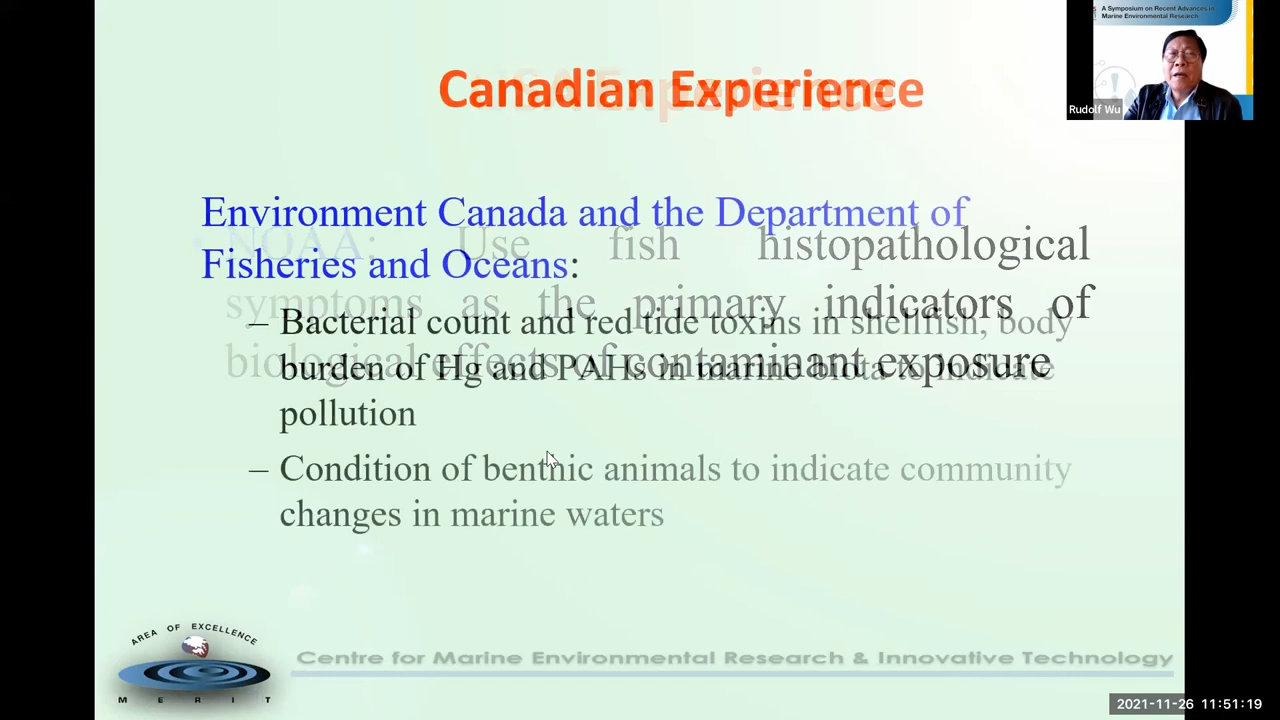 A Symposium on Recent Advances in
Marine Environmental Research
Rudolf Wu
Canadian Experience
Experience
Environment Canada and the Department of
Fisheries and Oceans:
– Bacterial count and red tide toxins in shellfish, body
burden of Hg and PAHs in marine biota to indicate
pollution
– Condition of benthic animals to indicate community
changes in marine waters
NOAA: Use fish histopathological
symptoms as the primary indicators of
biological effects of contaminant exposure
AREA OF EXCELLENCE
MERIT
Centre for Marine Environmental Research & Innovative Technology
2021-11-26 11:51:19